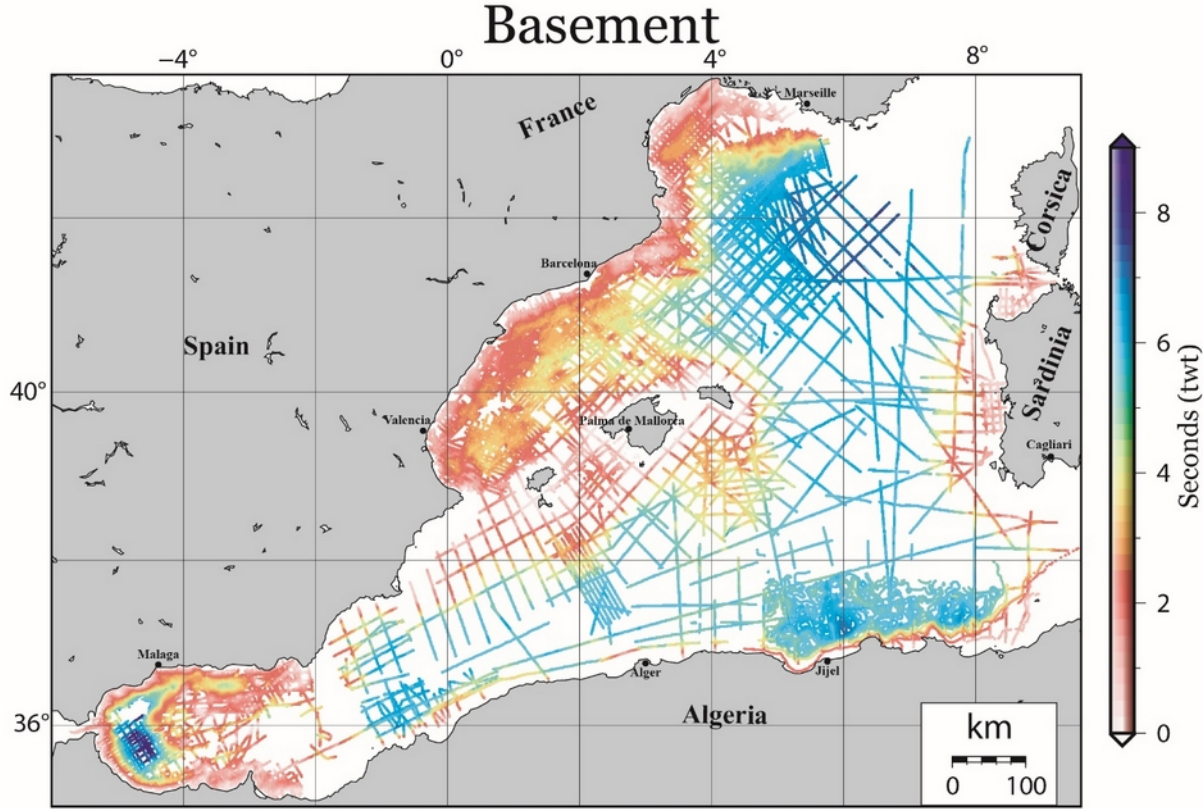 Basement
−4° 0° 4° 8°
Marseille
France
Corsica
8
Barcelona
Spain
6
Sardinia
Seconds (twt)
40°
Valencia
Palma de Mallorca
Cagliari
4
2
Malaga
Alger
Jijel
36°
Algeria
km
0 100
0